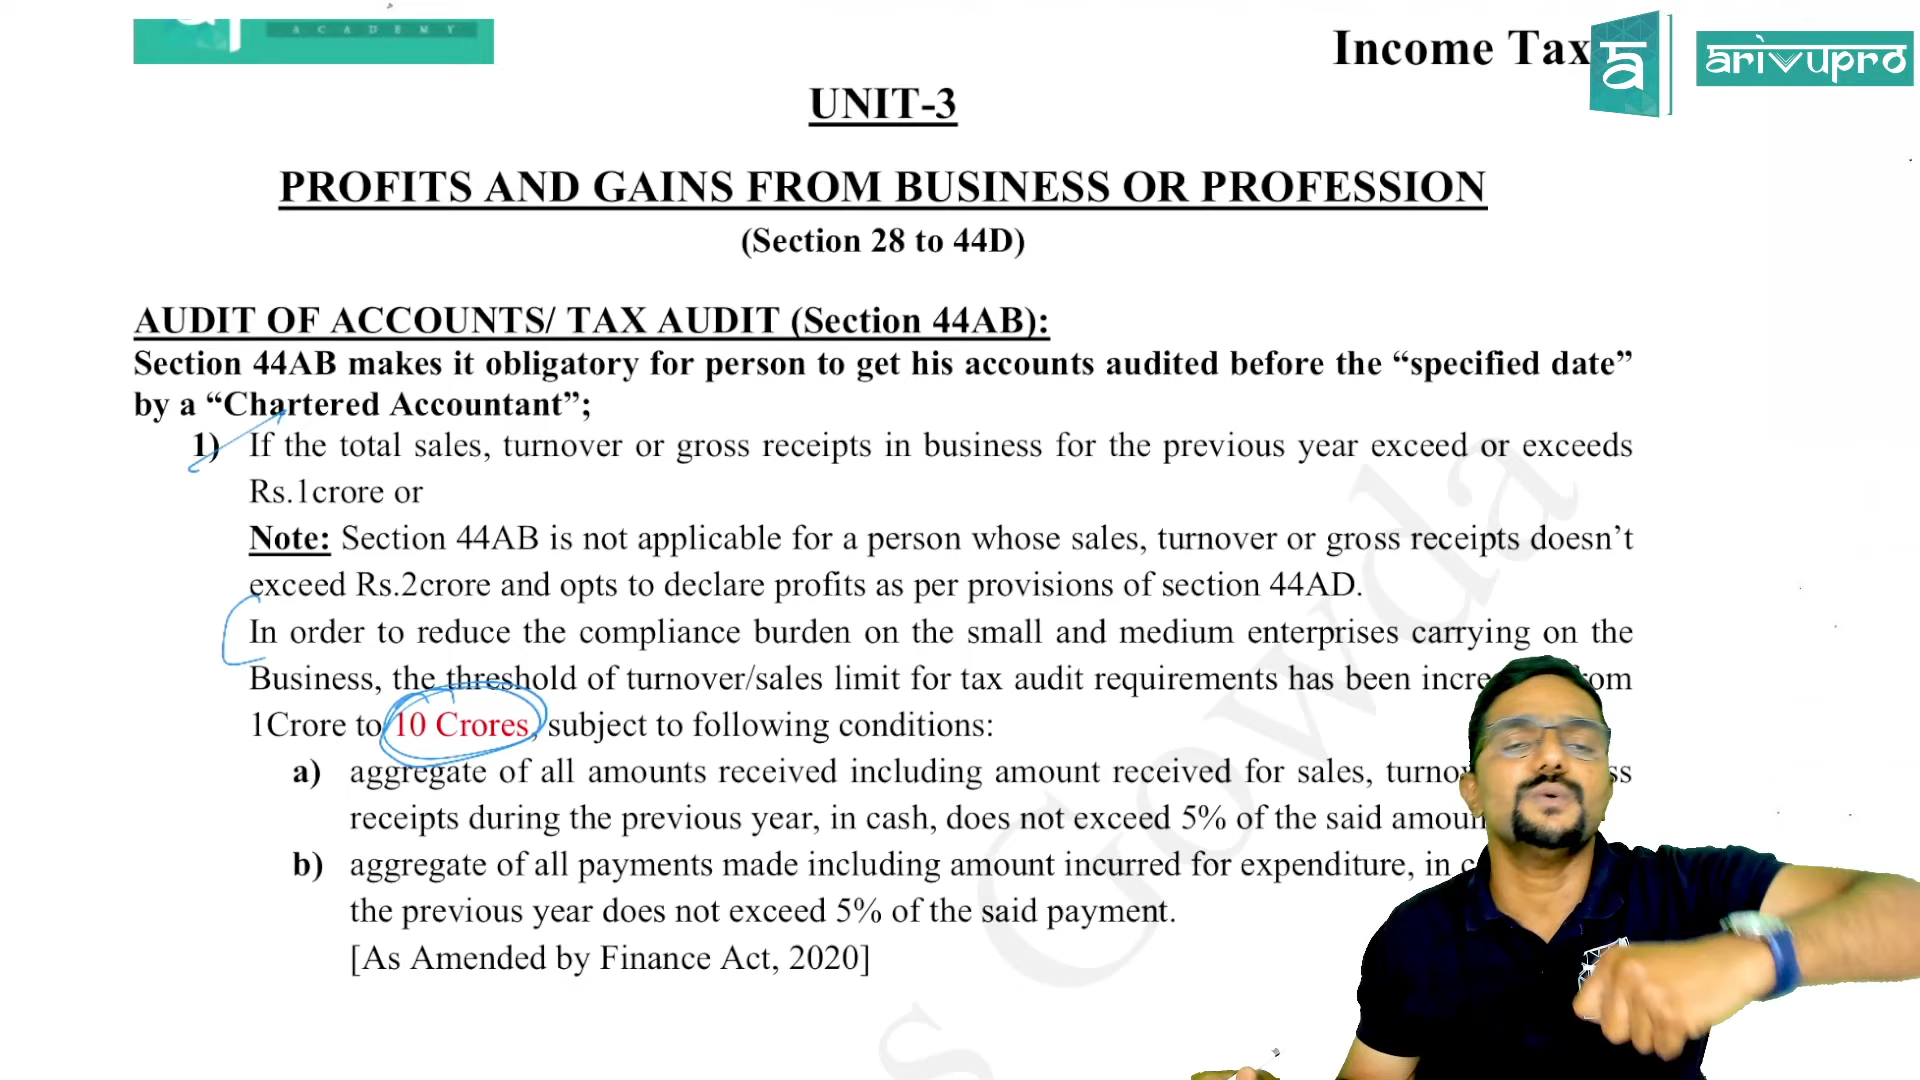 ACADEMY
Income Tax
a
arivupro
UNIT-3
PROFITS AND GAINS FROM BUSINESS OR PROFESSION
(Section 28 to 44D)
AUDIT OF ACCOUNTS/ TAX AUDIT (Section 44AB):
Section 44AB makes it obligatory for person to get his accounts audited before the “specified date”
by a “Chartered Accountant”;
1) If the total sales, turnover or gross receipts in business for the previous year exceed or exceeds
Rs.1crore or
Note: Section 44AB is not applicable for a person whose sales, turnover or gross receipts doesn’t
exceed Rs.2crore and opts to declare profits as per provisions of section 44AD.
In order to reduce the compliance burden on the small and medium enterprises carrying on the
Business, the threshold of turnover/sales limit for tax audit requirements has been
1Crore to 10 Crores, subject to following conditions:
a) aggregate of all amounts received including amount received for sales,
receipts during the previous year, in cash, does not exceed 5% of the said
b) aggregate of all payments made including amount incurred for expenditure, in
the previous year does not exceed 5% of the said payment.
[As Amended by Finance Act, 2020]
s Gowda